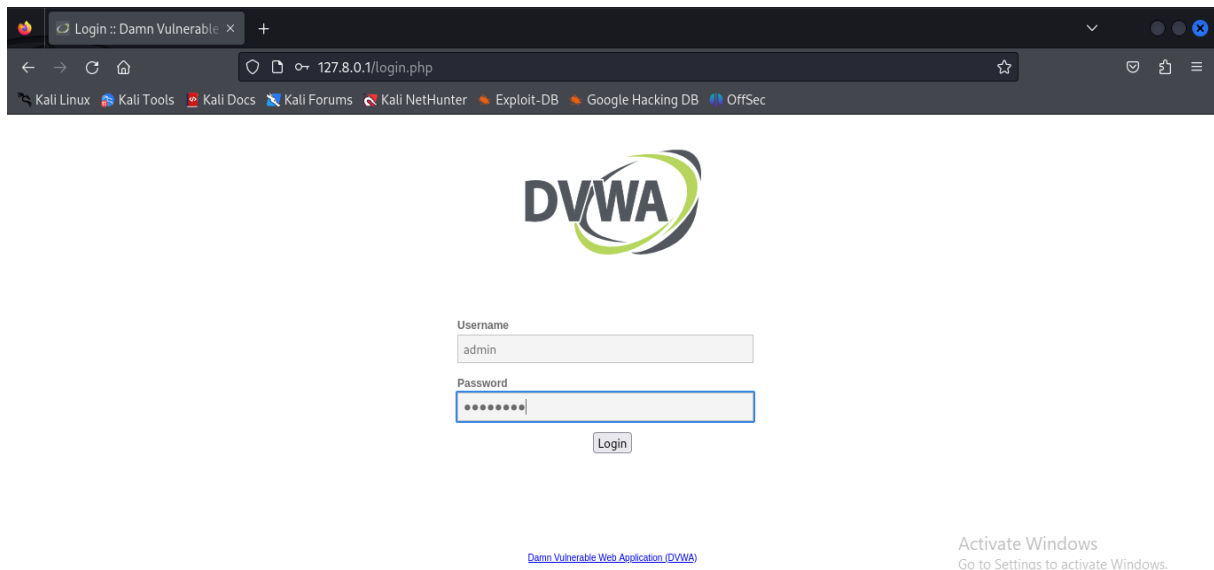 Login :: Damn Vulnerable
127.8.0.1/login.php
Kali Linux Kali Tools Kali Docs Kali Forums Kali NetHunter Exploit-DB Google Hacking DB OffSec
DVWA
Username
admin
Password
Login
Damn Vulnerable Web Application (DVWA)
Activate Windows
Go to Settings to activate Windows.